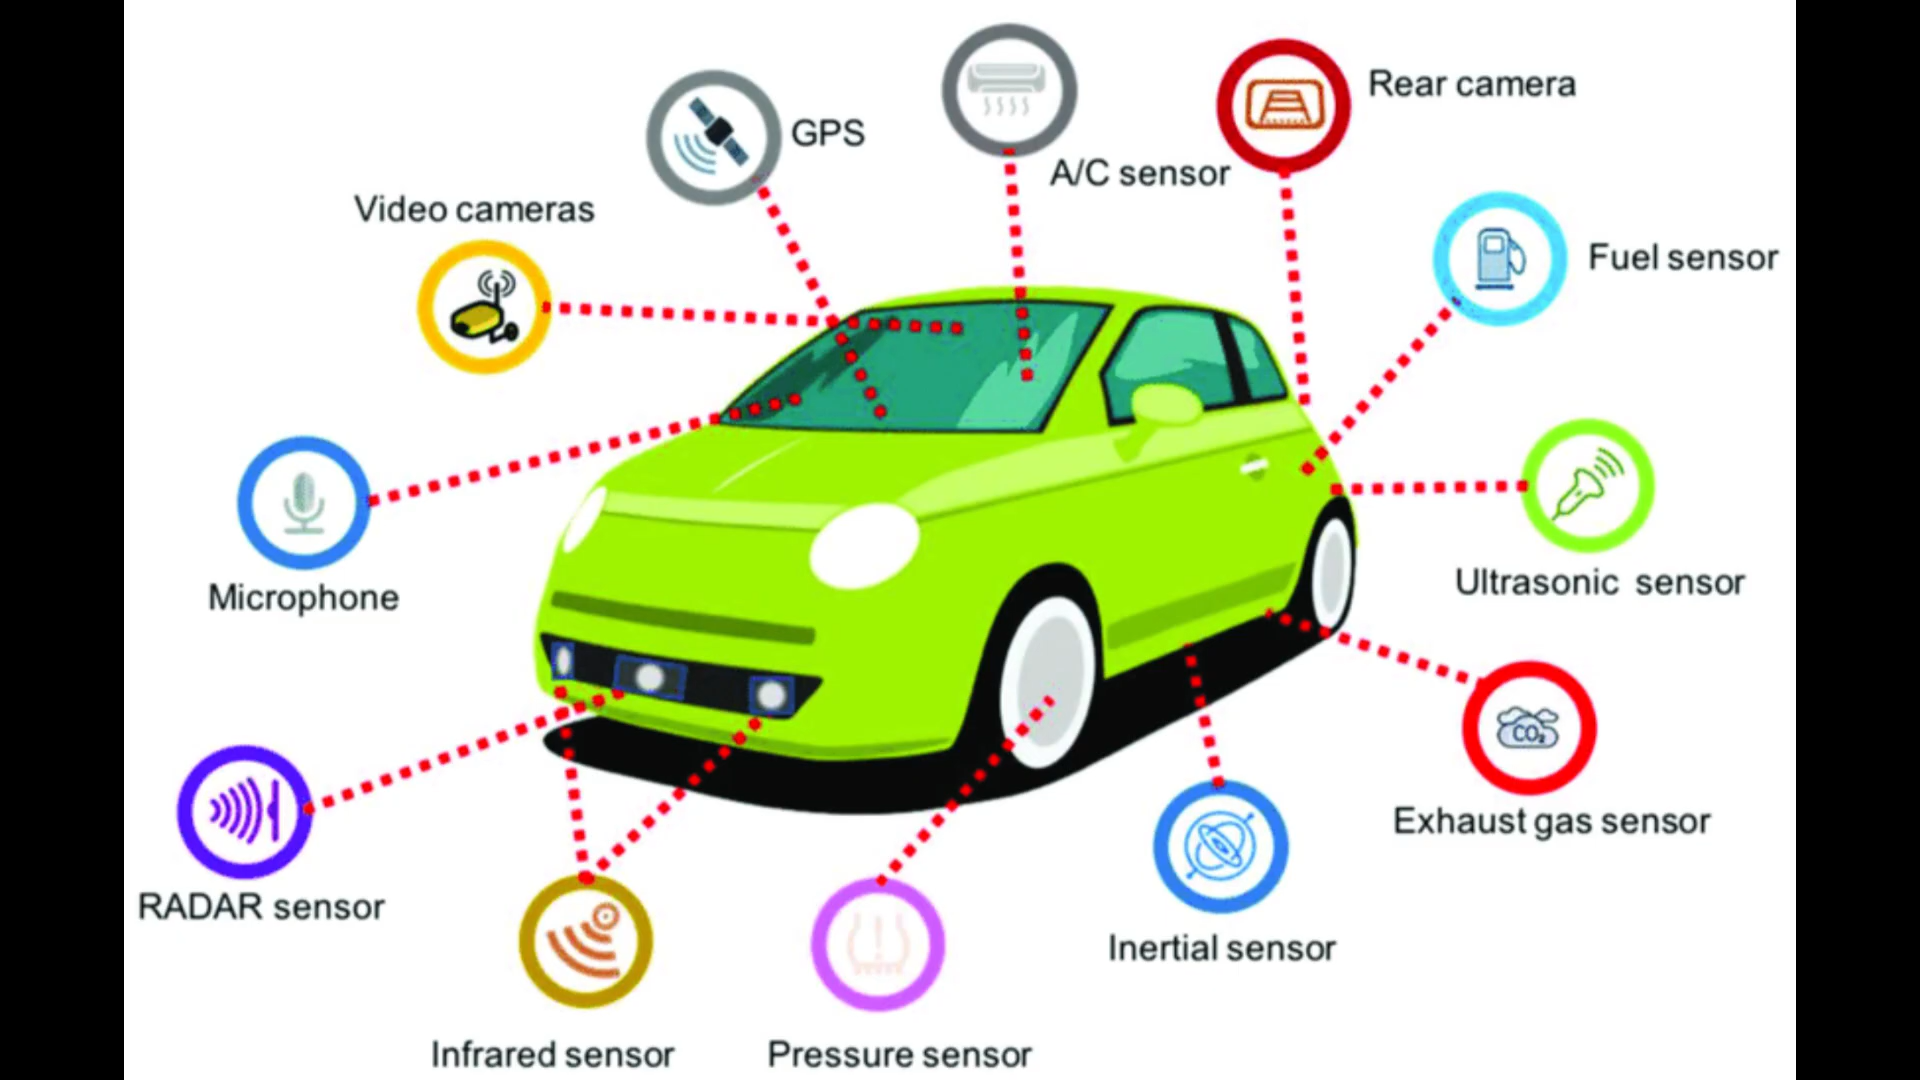 GPS
A/C sensor
Rear camera
Video cameras
Fuel sensor
Microphone
Ultrasonic sensor
CO₂
Exhaust gas sensor
RADAR sensor
Inertial sensor
Infrared sensor
Pressure sensor